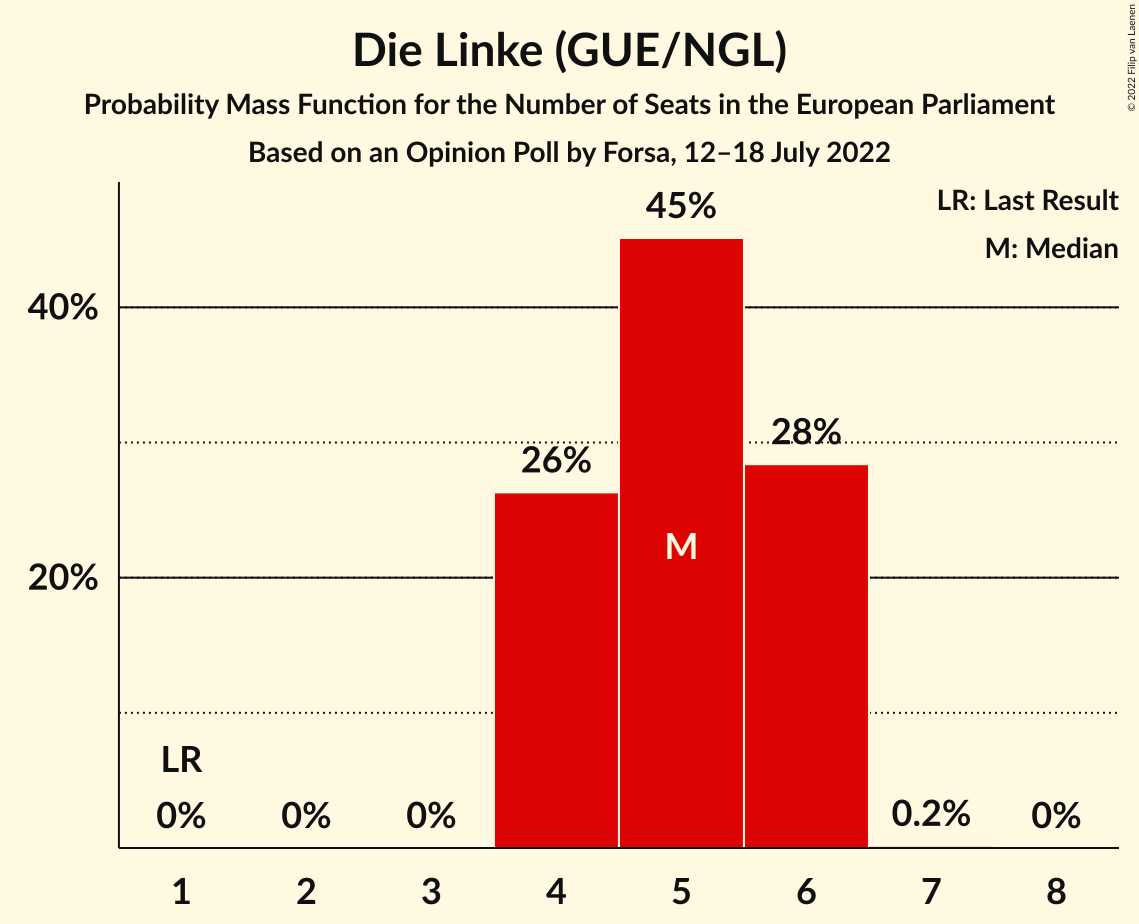 Die Linke (GUE/NGL)
Probability Mass Function for the Number of Seats in the European Parliament
Based on an Opinion Poll by Forsa, 12–18 July 2022
© 2022 Filip van Laenen
LR: Last Result
M: Median
45%
40%
28%
26%
M
20%
LR
0% 0% 0% 0.2% 0%
1 2 3 4 5 6 7 8